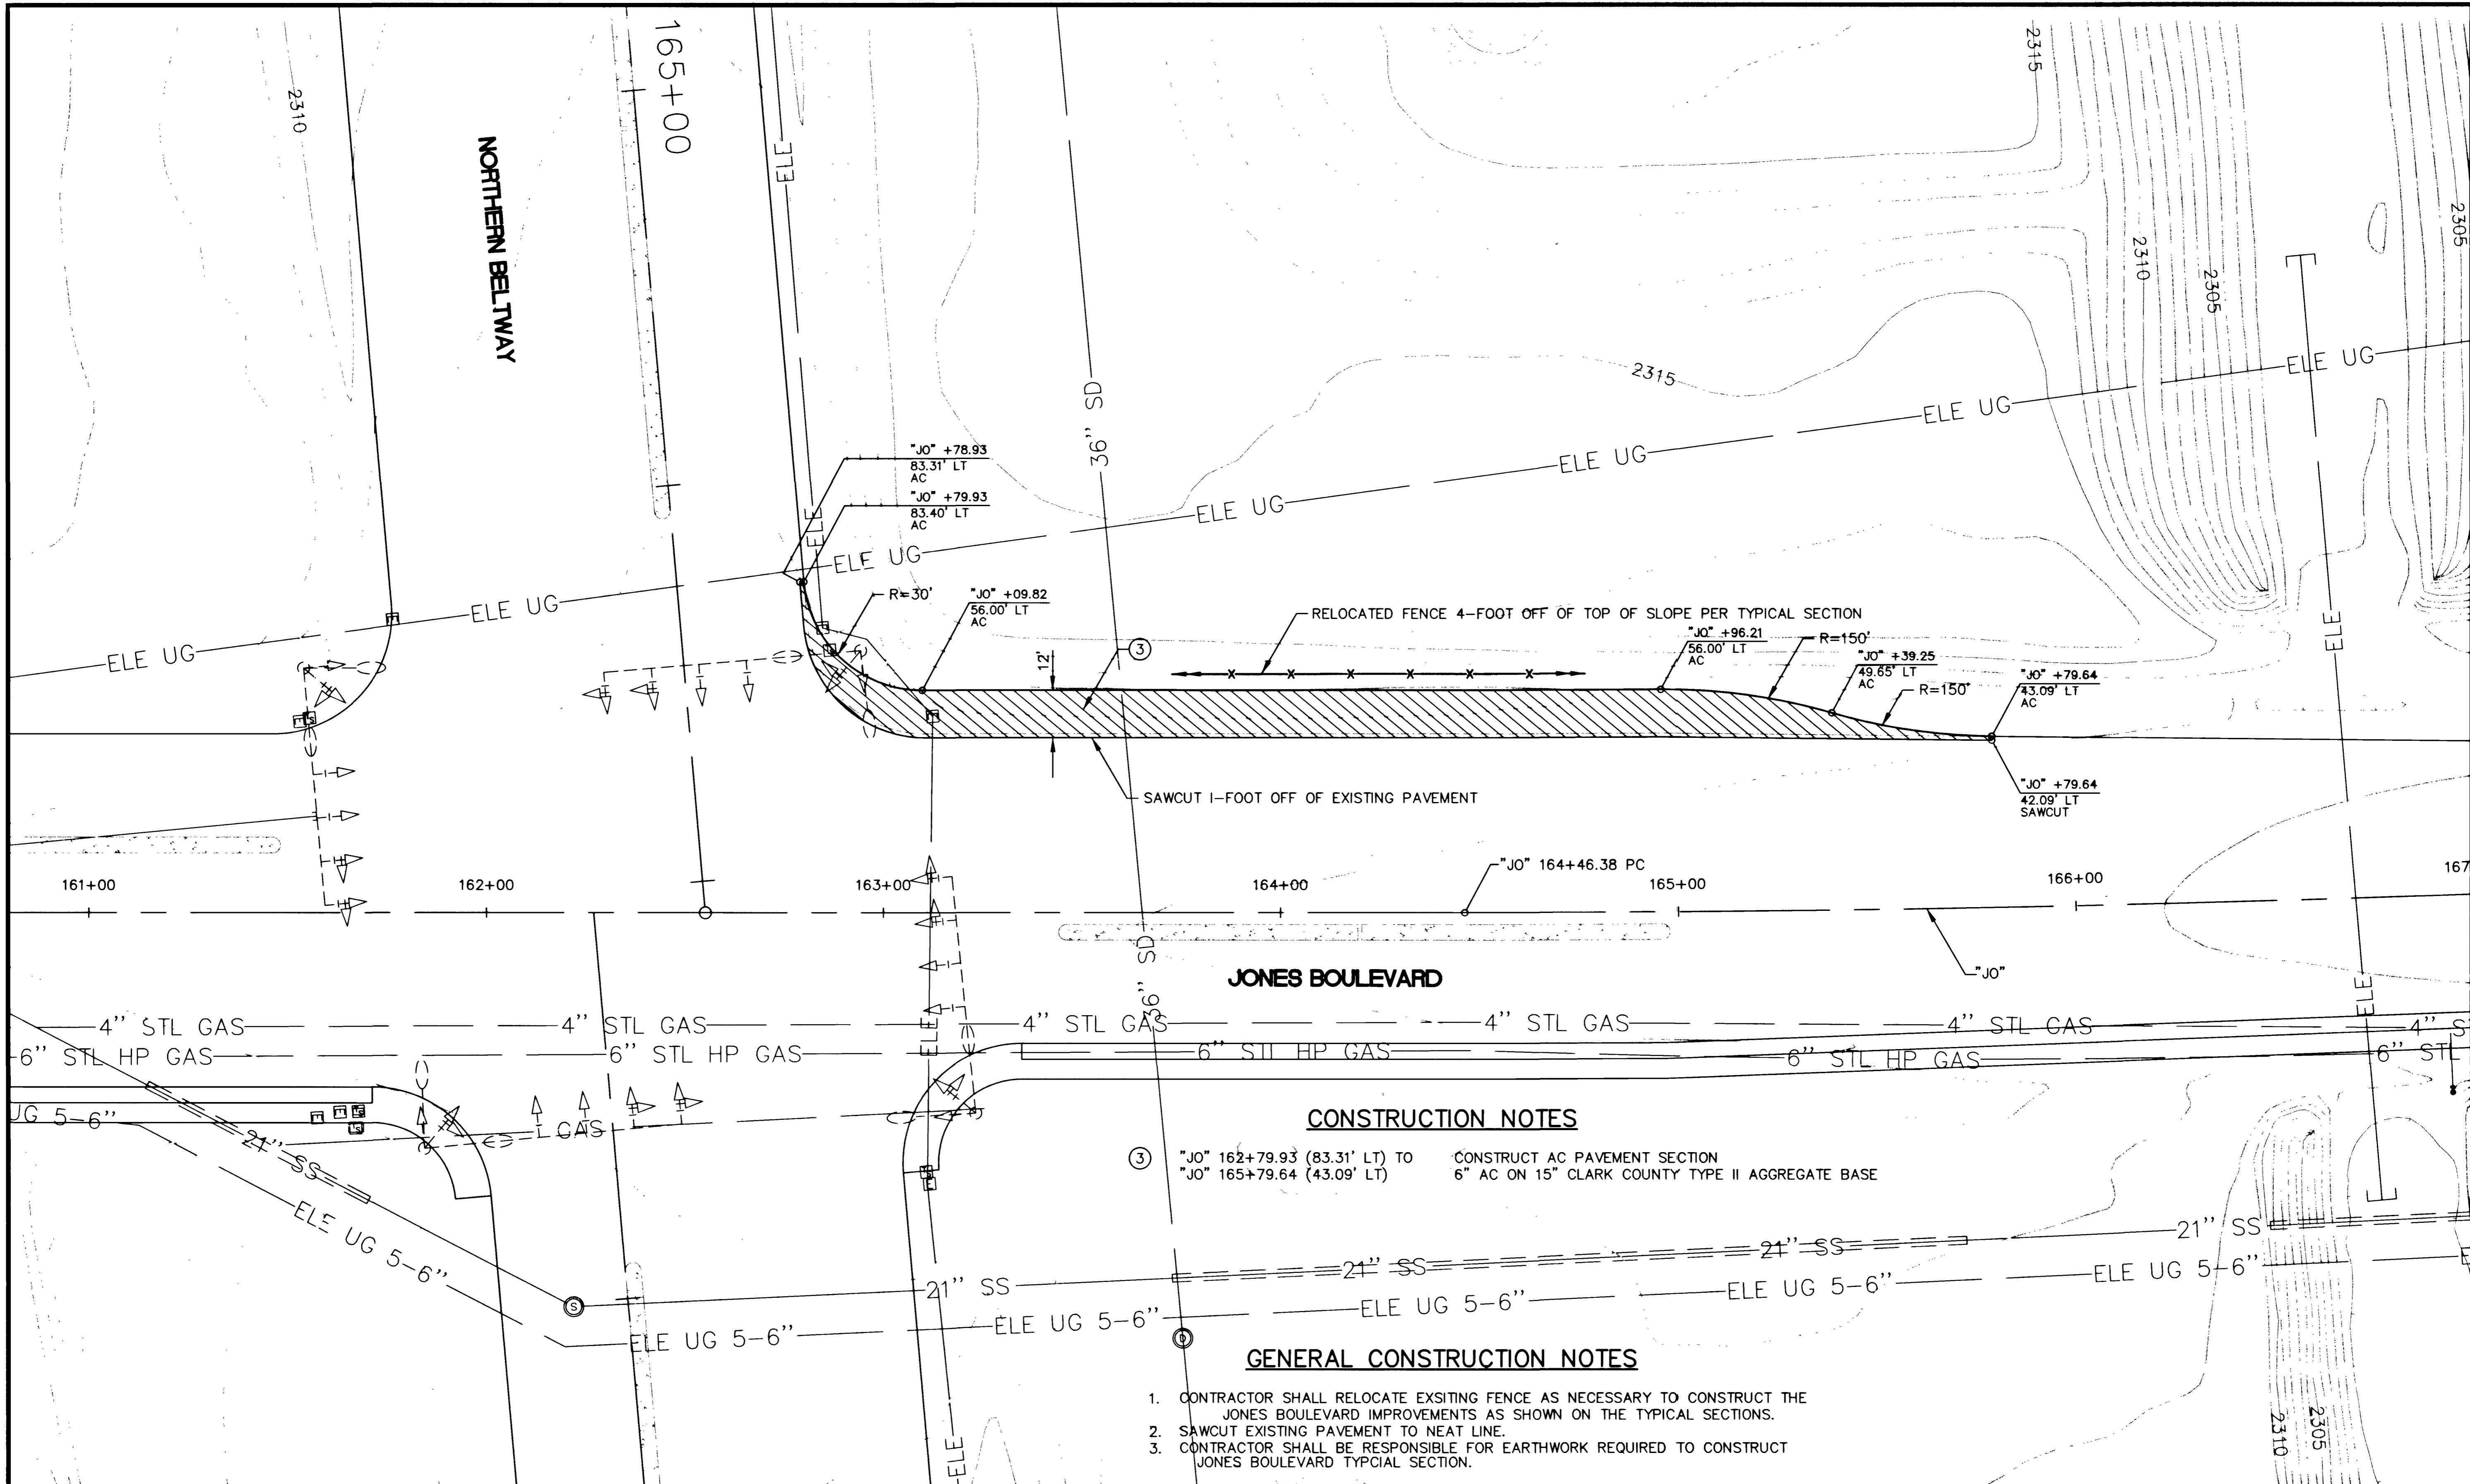 165+00
2310
NORTHERN BELTWAY
ELE
2315
2305
2310
2305
36" SD
2315
ELE UG
ELE UG
ELE UG
ELE UG
"JO" +78.93
83.31' LT
AC
"JO" +79.93
83.40' LT
AC
ELE
ELE UG
ELE UG
ELE UG
R=30'
"JO" +09.82
56.00' LT
AC
RELOCATED FENCE 4-FOOT OFF OF TOP OF SLOPE PER TYPICAL SECTION
12'
3
"JO" +96.21
56.00' LT
AC
R=150'
"JO" +39.25
49.65' LT
AC
R=150'
"JO" +79.64
43.09' LT
AC
ELE
SAWCUT 1-FOOT OFF OF EXISTING PAVEMENT
"JO" +79.64
42.09' LT
SAWCUT
"JO" 164+46.38 PC
161+00
162+00
163+00
164+00
165+00
166+00
167
36" SD
JONES BOULEVARD
"JO"
ELE
ELE
4" STL GAS
4" STL GAS
4" STL GAS
4" STL GAS
4" STL GAS
4" S
6" STL HP GAS
6" STL HP GAS
6" STL HP GAS
6" STL HP GAS
6" STL
UG 5-6"
21" SS
GAS
ELE UG 5-6"
CONSTRUCTION NOTES
3 "JO" 162+79.93 (83.31' LT) TO CONSTRUCT AC PAVEMENT SECTION
"JO" 165+79.64 (43.09' LT) 6" AC ON 15" CLARK COUNTY TYPE II AGGREGATE BASE
S
21" SS
21" SS
21" SS
21" SS
ELE UG 5-6"
ELE UG 5-6"
ELE UG 5-6"
ELE UG 5-6"
ELE UG 5-6"
E
D
GENERAL CONSTRUCTION NOTES
1. CONTRACTOR SHALL RELOCATE EXSITING FENCE AS NECESSARY TO CONSTRUCT THE
JONES BOULEVARD IMPROVEMENTS AS SHOWN ON THE TYPICAL SECTIONS.
2. SAWCUT EXISTING PAVEMENT TO NEAT LINE.
3. CONTRACTOR SHALL BE RESPONSIBLE FOR EARTHWORK REQUIRED TO CONSTRUCT
JONES BOULEVARD TYPCIAL SECTION.
ELE
2310
2305